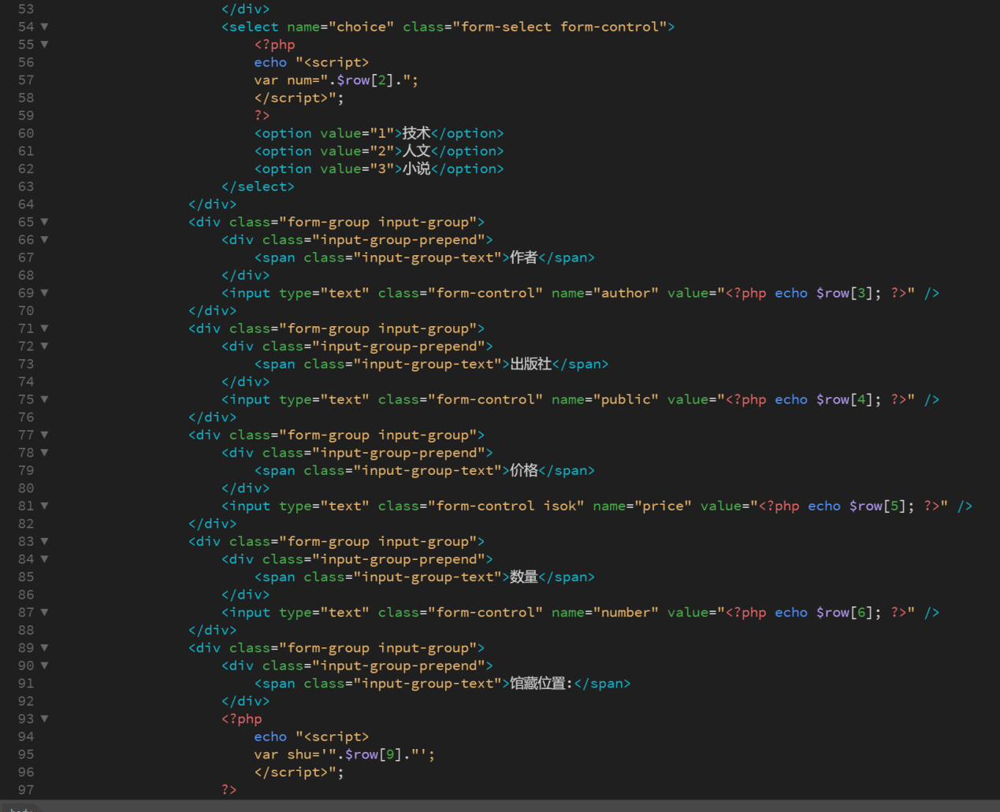 53 </div>
54 <select name="choice" class="form-select form-control">
55 <?php
56 echo "<script>
57 var num=".$row[2].";
58 </script>";
59 ?>
60 <option value="1">技术</option>
61 <option value="2">人文</option>
62 <option value="3">小说</option>
63 </select>
64 </div>
65 <div class="form-group input-group">
66 <div class="input-group-prepend">
67 <span class="input-group-text">作者</span>
68 </div>
69 <input type="text" class="form-control" name="author" value="<?php echo $row[3]; ?>" />
70 </div>
71 <div class="form-group input-group">
72 <div class="input-group-prepend">
73 <span class="input-group-text">出版社</span>
74 </div>
75 <input type="text" class="form-control" name="public" value="<?php echo $row[4]; ?>" />
76 </div>
77 <div class="form-group input-group">
78 <div class="input-group-prepend">
79 <span class="input-group-text">价格</span>
80 </div>
81 <input type="text" class="form-control isok" name="price" value="<?php echo $row[5]; ?>" />
82 </div>
83 <div class="form-group input-group">
84 <div class="input-group-prepend">
85 <span class="input-group-text">数量</span>
86 </div>
87 <input type="text" class="form-control" name="number" value="<?php echo $row[6]; ?>" />
88 </div>
89 <div class="form-group input-group">
90 <div class="input-group-prepend">
91 <span class="input-group-text">馆藏位置:</span>
92 </div>
93 <?php
94 echo "<script>
95 var shu='".$row[9]."';
96 </script>";
97 ?>